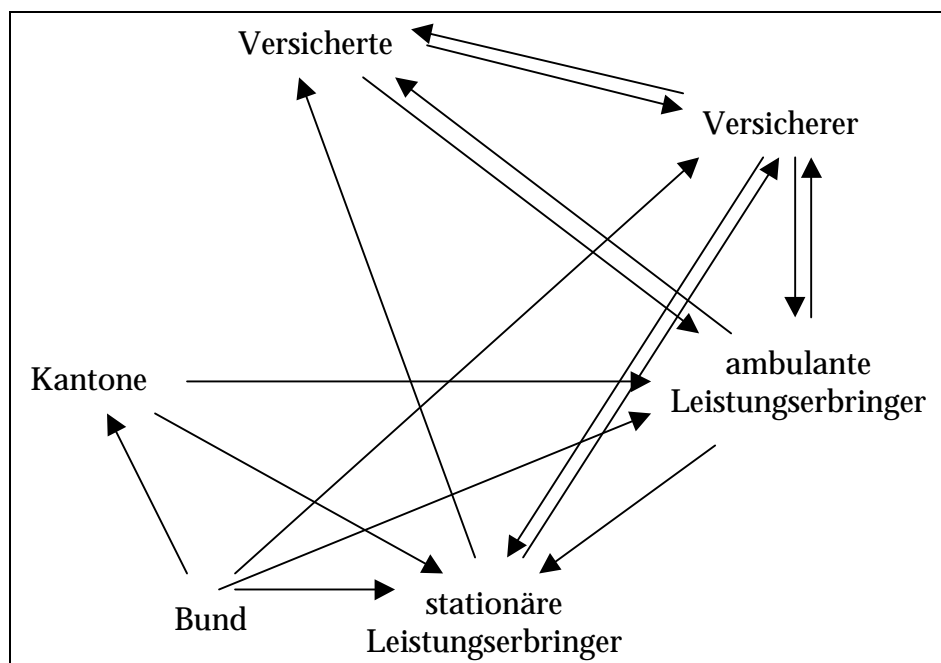 Versicherte
Versicherer
Kantone
ambulante
Leistungserbringer
Bund
stationäre
Leistungserbringer